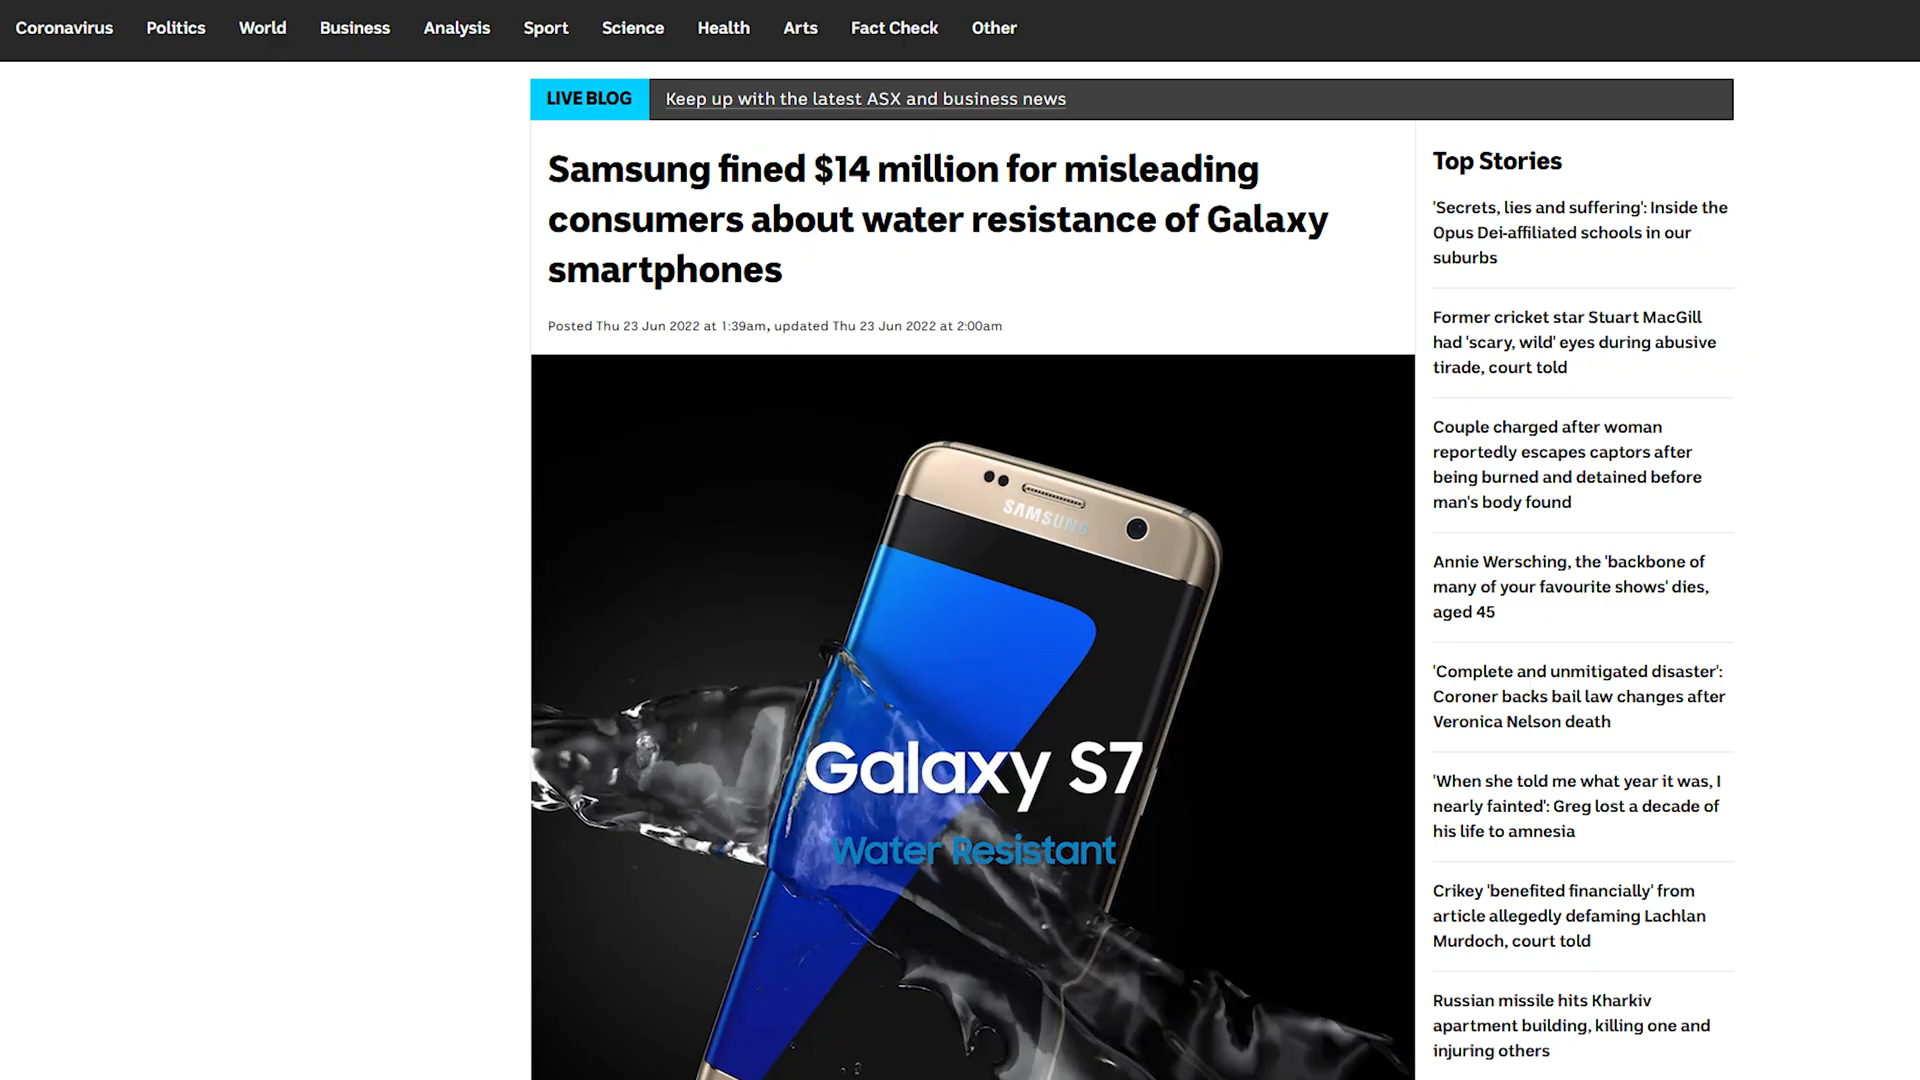 Coronavirus Politics World Business Analysis Sport Science Health Arts Fact Check Other
LIVE BLOG Keep up with the latest ASX and business news
Samsung fined $14 million for misleading
consumers about water resistance of Galaxy
smartphones
Posted Thu 23 Jun 2022 at 1:39am, updated Thu 23 Jun 2022 at 2:00am
SAMSUNG
Galaxy S7
Water Resistant
Top Stories
'Secrets, lies and suffering': Inside the
Opus Dei-affiliated schools in our
suburbs
Former cricket star Stuart MacGill
had 'scary, wild' eyes during abusive
tirade, court told
Couple charged after woman
reportedly escapes captors after
being burned and detained before
man's body found
Annie Wersching, the 'backbone of
many of your favourite shows' dies,
aged 45
'Complete and unmitigated disaster':
Coroner backs bail law changes after
Veronica Nelson death
'When she told me what year it was, I
nearly fainted': Greg lost a decade of
his life to amnesia
Crikey 'benefited financially' from
article allegedly defaming Lachlan
Murdoch, court told
Russian missile hits Kharkiv
apartment building, killing one and
injuring others